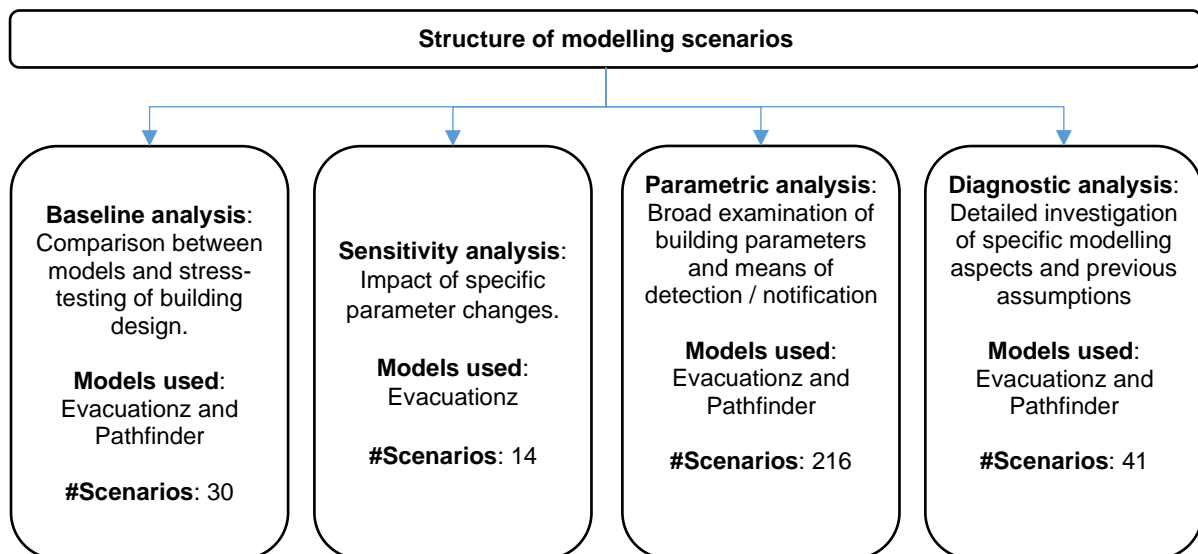 Structure of modelling scenarios
Baseline analysis:
Comparison between
models and stress-
testing of building
design.
Models used:
Evacuationz and
Pathfinder
#Scenarios: 30
Sensitivity analysis:
Impact of specific
parameter changes.
Models used:
Evacuationz
#Scenarios: 14
Parametric analysis:
Broad examination of
building parameters
and means of
detection / notification
Models used:
Evacuationz and
Pathfinder
#Scenarios: 216
Diagnostic analysis:
Detailed investigation
of specific modelling
aspects and previous
assumptions
Models used:
Evacuationz and
Pathfinder
#Scenarios: 41